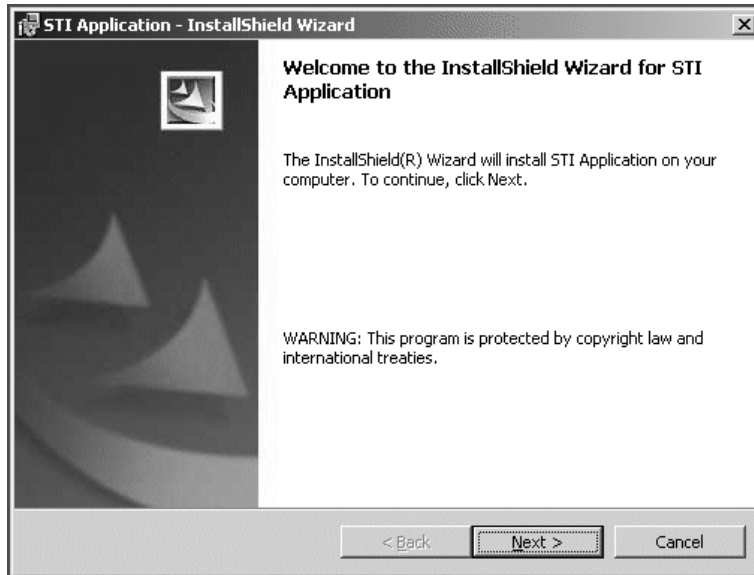 STI Application - InstallShield Wizard
Welcome to the InstallShield Wizard for STI
Application
The InstallShield(R) Wizard will install STI Application on your
computer. To continue, click Next.
WARNING: This program is protected by copyright law and
international treaties.
< Back
Next >
Cancel